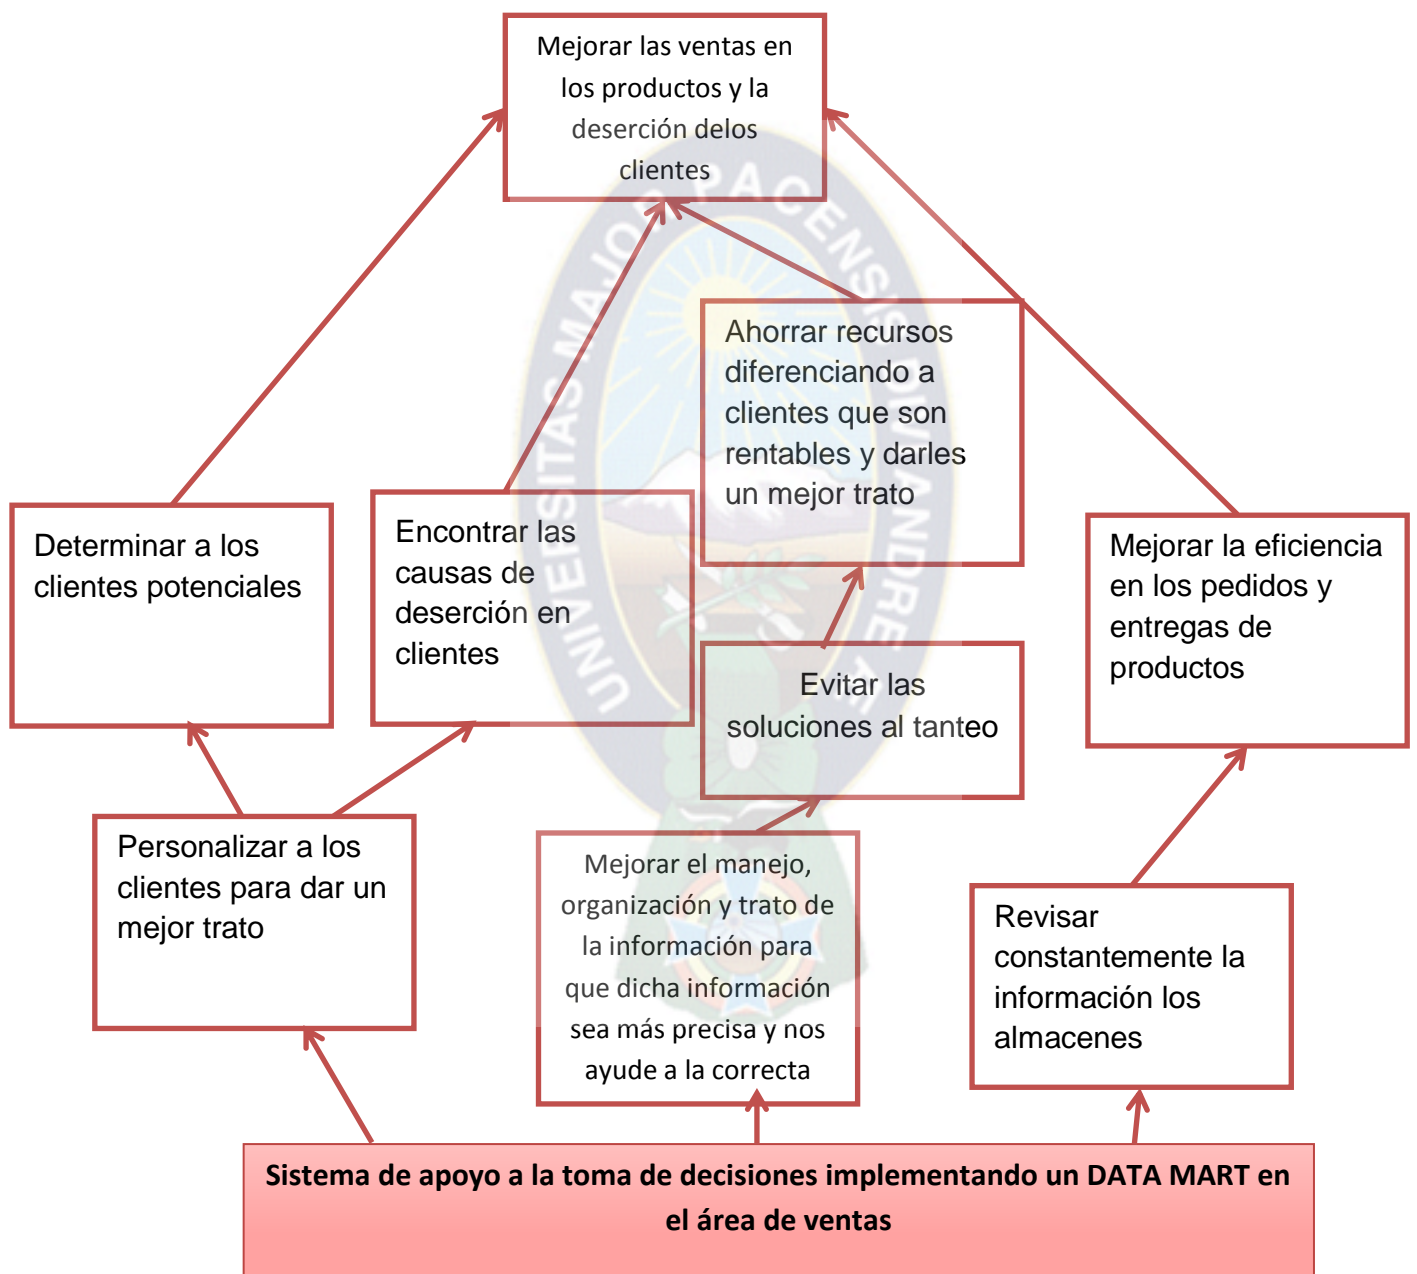 Mejorar las ventas en
los productos y la
deserción delos
clientes
Ahorrar recursos
diferenciando a
clientes que son
rentables y darles
un mejor trato
Determinar a los
clientes potenciales
Encontrar las
causas de
deserción en
clientes
Mejorar la eficiencia
en los pedidos y
entregas de
productos
Evitar las
soluciones al tanteo
Personalizar a los
clientes para dar un
mejor trato
Mejorar el manejo,
organización y trato de
la información para
que dicha información
sea más precisa y nos
ayude a la correcta
Revisar
constantemente la
información los
almacenes
Sistema de apoyo a la toma de decisiones implementando un DATA MART en
el área de ventas
UNIVERSITAS MAJOR PACENSIS DIVI ANDRE Æ